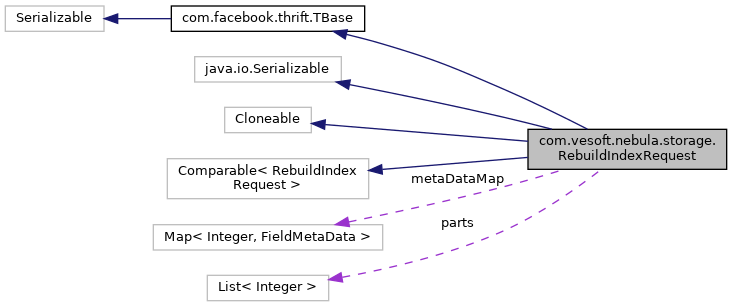 Serializable
com.facebook.thrift.TBase
java.io.Serializable
Cloneable
com.vesoft.nebula.storage.
RebuildIndexRequest
Comparable< RebuildIndex
Request >
metaDataMap
Map< Integer, FieldMetaData >
parts
List< Integer >